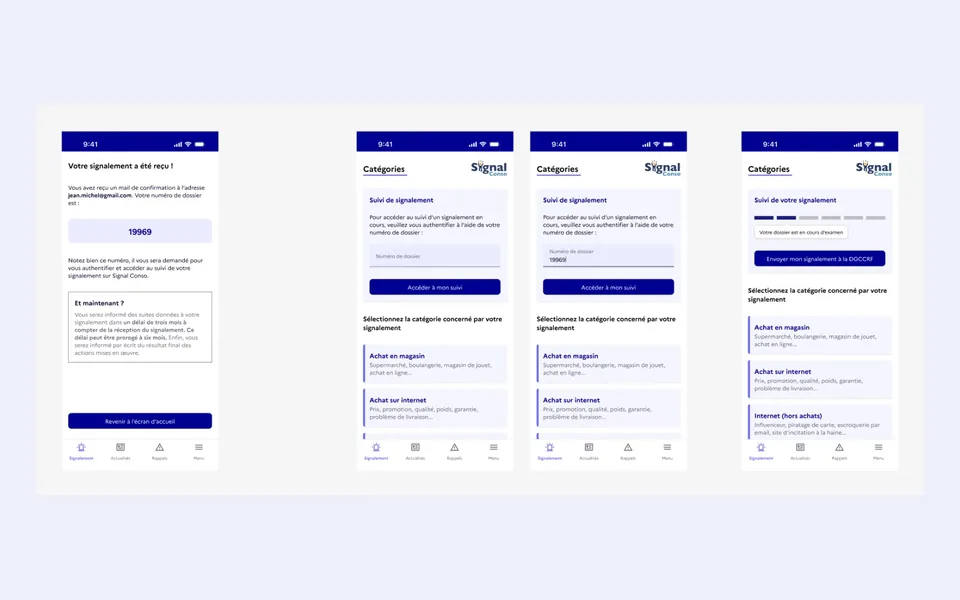 9:41
Votre signalement a été reçu !
Vous avez reçu un mail de confirmation à l'adresse
jean.michel@gmail.com. Votre numéro de dossier
est :
19969
Notez bien ce numéro, il vous sera demandé pour
vous authentifier et accéder au suivi de votre
signalement sur Signal Conso.
Et maintenant ?
Vous serez informé des suites données à votre
signalement dans un délai de trois mois à
compter de la réception du signalement. Ce
délai peut être prorogé à six mois. Enfin, vous
serez informé par écrit du résultat final des
actions mises en œuvre.
Revenir à l'écran d'accueil
Signalement Actualités Rappels Menu
9:41
Catégories
Signal
Conso
Suivi de signalement
Pour accéder au suivi d'un signalement en
cours, veuillez vous authentifier à l'aide de votre
numéro de dossier :
Numéro de dossier
Accéder à mon suivi
Sélectionnez la catégorie concerné par votre
signalement
Achat en magasin
Supermarché, boulangerie, magasin de jouet,
achat en ligne...
Achat sur internet
Prix, promotion, qualité, poids, garantie,
problème de livraison...
Signalement Actualités Rappels Menu
9:41
Catégories
Signal
Conso
Suivi de signalement
Pour accéder au suivi d'un signalement en
cours, veuillez vous authentifier à l'aide de votre
numéro de dossier :
Numéro de dossier
19969
Accéder à mon suivi
Sélectionnez la catégorie concerné par votre
signalement
Achat en magasin
Supermarché, boulangerie, magasin de jouet,
achat en ligne...
Achat sur internet
Prix, promotion, qualité, poids, garantie,
problème de livraison...
Signalement Actualités Rappels Menu
9:41
Catégories
Signal
Conso
Suivi de votre signalement
Votre dossier est en cours d'examen
Envoyer mon signalement à la DGCCRF
Sélectionnez la catégorie concerné par votre
signalement
Achat en magasin
Supermarché, boulangerie, magasin de jouet,
achat en ligne...
Achat sur internet
Prix, promotion, qualité, poids, garantie,
problème de livraison...
Internet (hors achats)
Influenceur, piratage de carte, escroquerie par
email, site d'incitation à la haine...
Signalement Actualités Rappels Menu